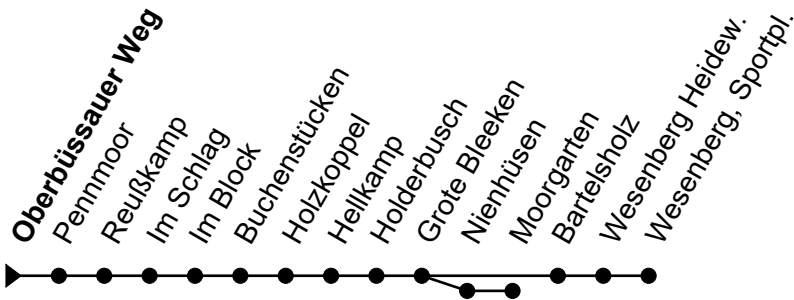 Oberbüssauer Weg
Pennmoor
Reußkamp
Im Schlag
Im Block
Buchenstücken
Holzkoppel
Hellkamp
Holderbusch
Grote Bleeken
Nienhüsen
Moorgarten
Bartelsholz
Wesenberg Heidew.
Wesenberg, Sportpl.